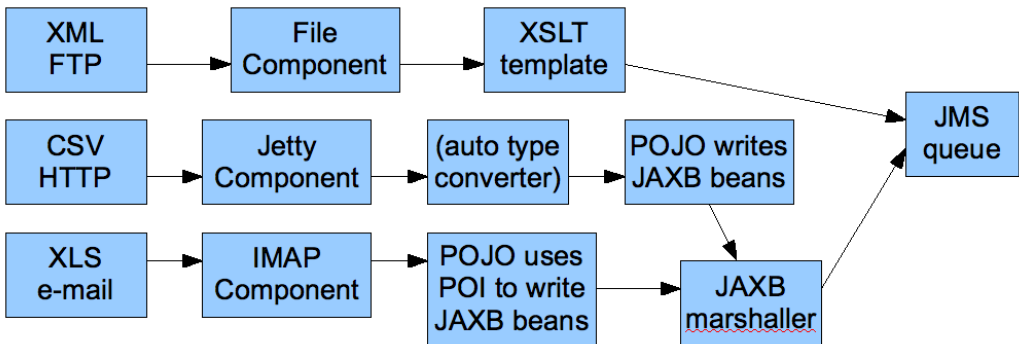 XML
FTP
File
Component
XSLT
template
JMS
queue
CSV
HTTP
Jetty
Component
(auto type
converter)
POJO writes
JAXB beans
XLS
e-mail
IMAP
Component
POJO uses
POI to write
JAXB beans
JAXB
marshaller